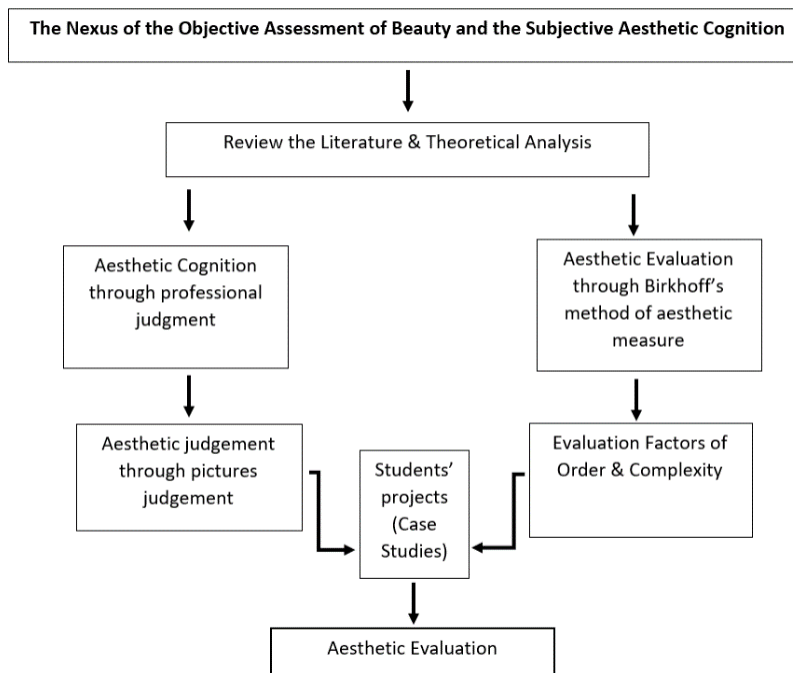 The Nexus of the Objective Assessment of Beauty and the Subjective Aesthetic Cognition
Review the Literature & Theoretical Analysis
Aesthetic Cognition
through professional
judgment
Aesthetic Evaluation
through Birkhoff’s
method of aesthetic
measure
Aesthetic judgement
through pictures
judgement
Students’
projects
(Case
Studies)
Evaluation Factors of
Order & Complexity
Aesthetic Evaluation